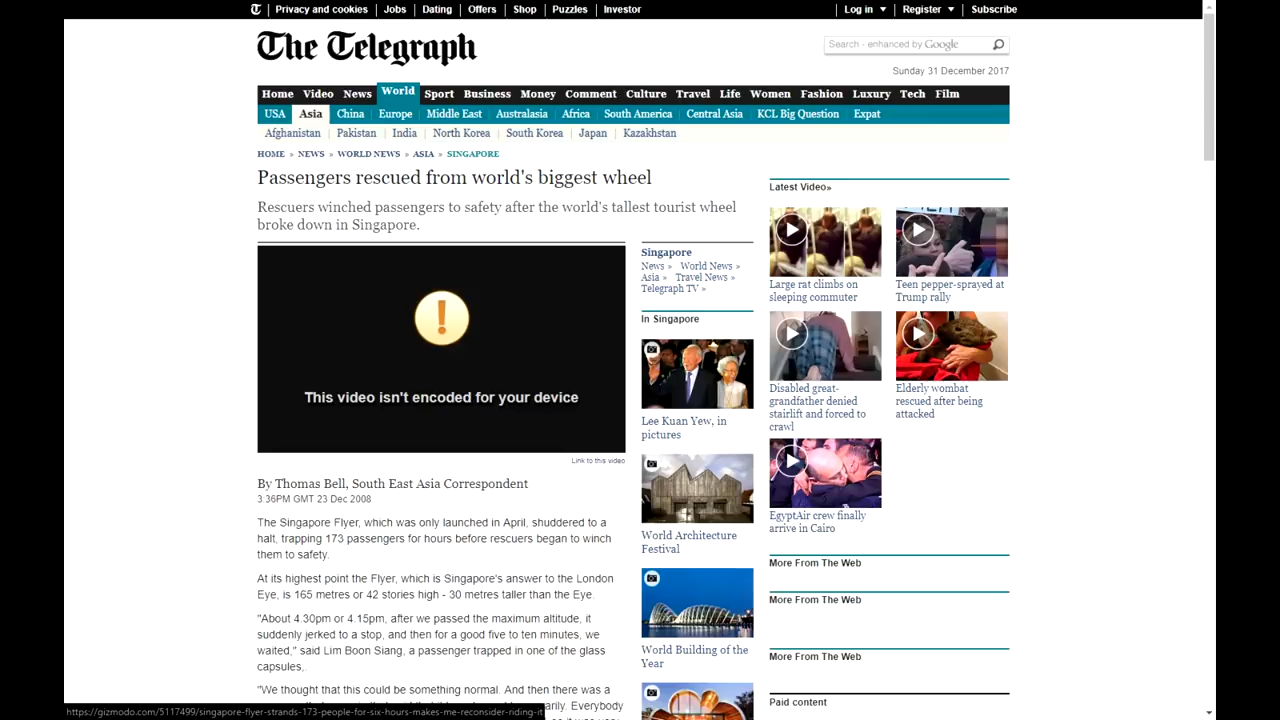 Privacy and cookies Jobs Dating Offers Shop Puzzles Investor Log in Register Subscribe
The Telegraph
Search - enhanced by Google
Sunday 31 December 2017
Home Video News World Sport Business Money Comment Culture Travel Life Women Fashion Luxury Tech Film
USA Asia China Europe Middle East Australasia Africa South America Central Asia KCL Big Question Expat
Afghanistan Pakistan India North Korea South Korea Japan Kazakhstan
HOME » NEWS » WORLD NEWS » ASIA » SINGAPORE
Passengers rescued from world's biggest wheel
Rescuers winched passengers to safety after the world's tallest tourist wheel
broke down in Singapore.
This video isn't encoded for your device
Link to this video
By Thomas Bell, South East Asia Correspondent
3:36PM GMT 23 Dec 2008
The Singapore Flyer, which was only launched in April, shuddered to a
halt, trapping 173 passengers for hours before rescuers began to winch
them to safety.
At its highest point the Flyer, which is Singapore's answer to the London
Eye, is 165 metres or 42 stories high - 30 metres taller than the Eye.
"About 4.30pm or 4.15pm, after we passed the maximum altitude, it
suddenly jerked to a stop, and then for a good five to ten minutes, we
waited," said Lim Boon Siang, a passenger trapped in one of the glass
capsules,.
"We thought that this could be something normal. And then there was a
arily. Everybody
https://gizmodo.com/5117499/singapore-flyer-strands-173-people-for-six-hours-makes-me-reconsider-riding-it
Singapore
News » World News »
Asia » Travel News »
Telegraph TV »
In Singapore
Lee Kuan Yew, in
pictures
World Architecture
Festival
World Building of the
Year
Latest Video»
Large rat climbs on
sleeping commuter
Teen pepper-sprayed at
Trump rally
Disabled great-
grandfather denied
stairlift and forced to
crawl
Elderly wombat
rescued after being
attacked
EgyptAir crew finally
arrive in Cairo
More From The Web
More From The Web
More From The Web
Paid content